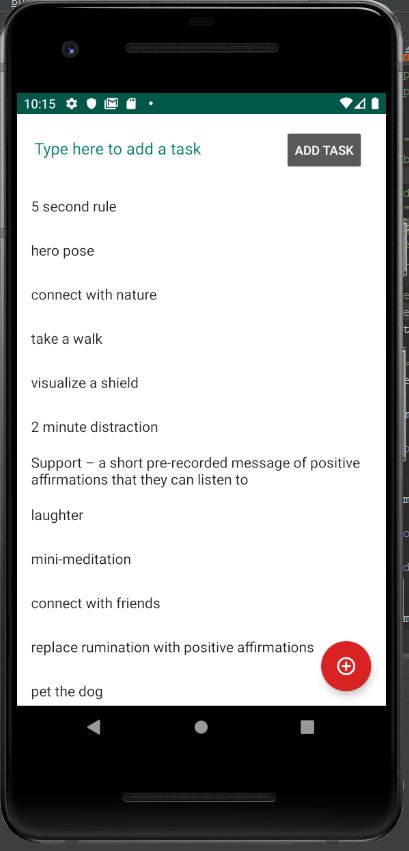 10:15
Type here to add a task
ADD TASK
5 second rule
hero pose
connect with nature
take a walk
visualize a shield
2 minute distraction
Support – a short pre-recorded message of positive
affirmations that they can listen to
laughter
mini-meditation
connect with friends
replace rumination with positive affirmations
pet the dog